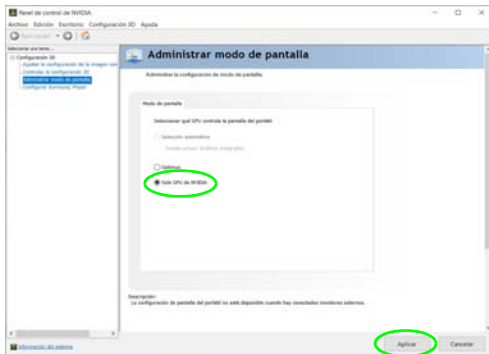 Panel de control de NVIDIA
Archivo Edición Escritorio Configuración 3D Ayuda
Seleccionar una tarea...
Configuración 3D
Ajustar la configuración de la imagen con
Controlar la configuración 3D
Administrar modo de pantalla
Configurar Surround, PhysX
Administrar modo de pantalla
Administrar la configuración de modo de pantalla.
Modo de pantalla
Seleccionar qué GPU controla la pantalla del portátil:
Selección automática
Optimus
Solo GPU de NVIDIA
Descripción:
La configuración de pantalla del portátil no está disponible cuando hay conectados monitores externos.
Información del sistema
Aplicar
Cancelar